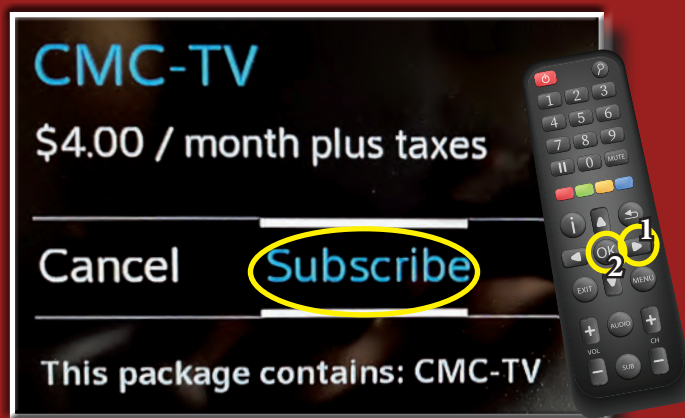 CMC-TV
$4.00 / month plus taxes
Cancel Subscribe
This package contains: CMC-TV
1 2 3
4 5 6
7 8 9
0 MUTE
i
OK
1
2
EXIT MENU
+ AUDIO +
VOL CH
- SUB -